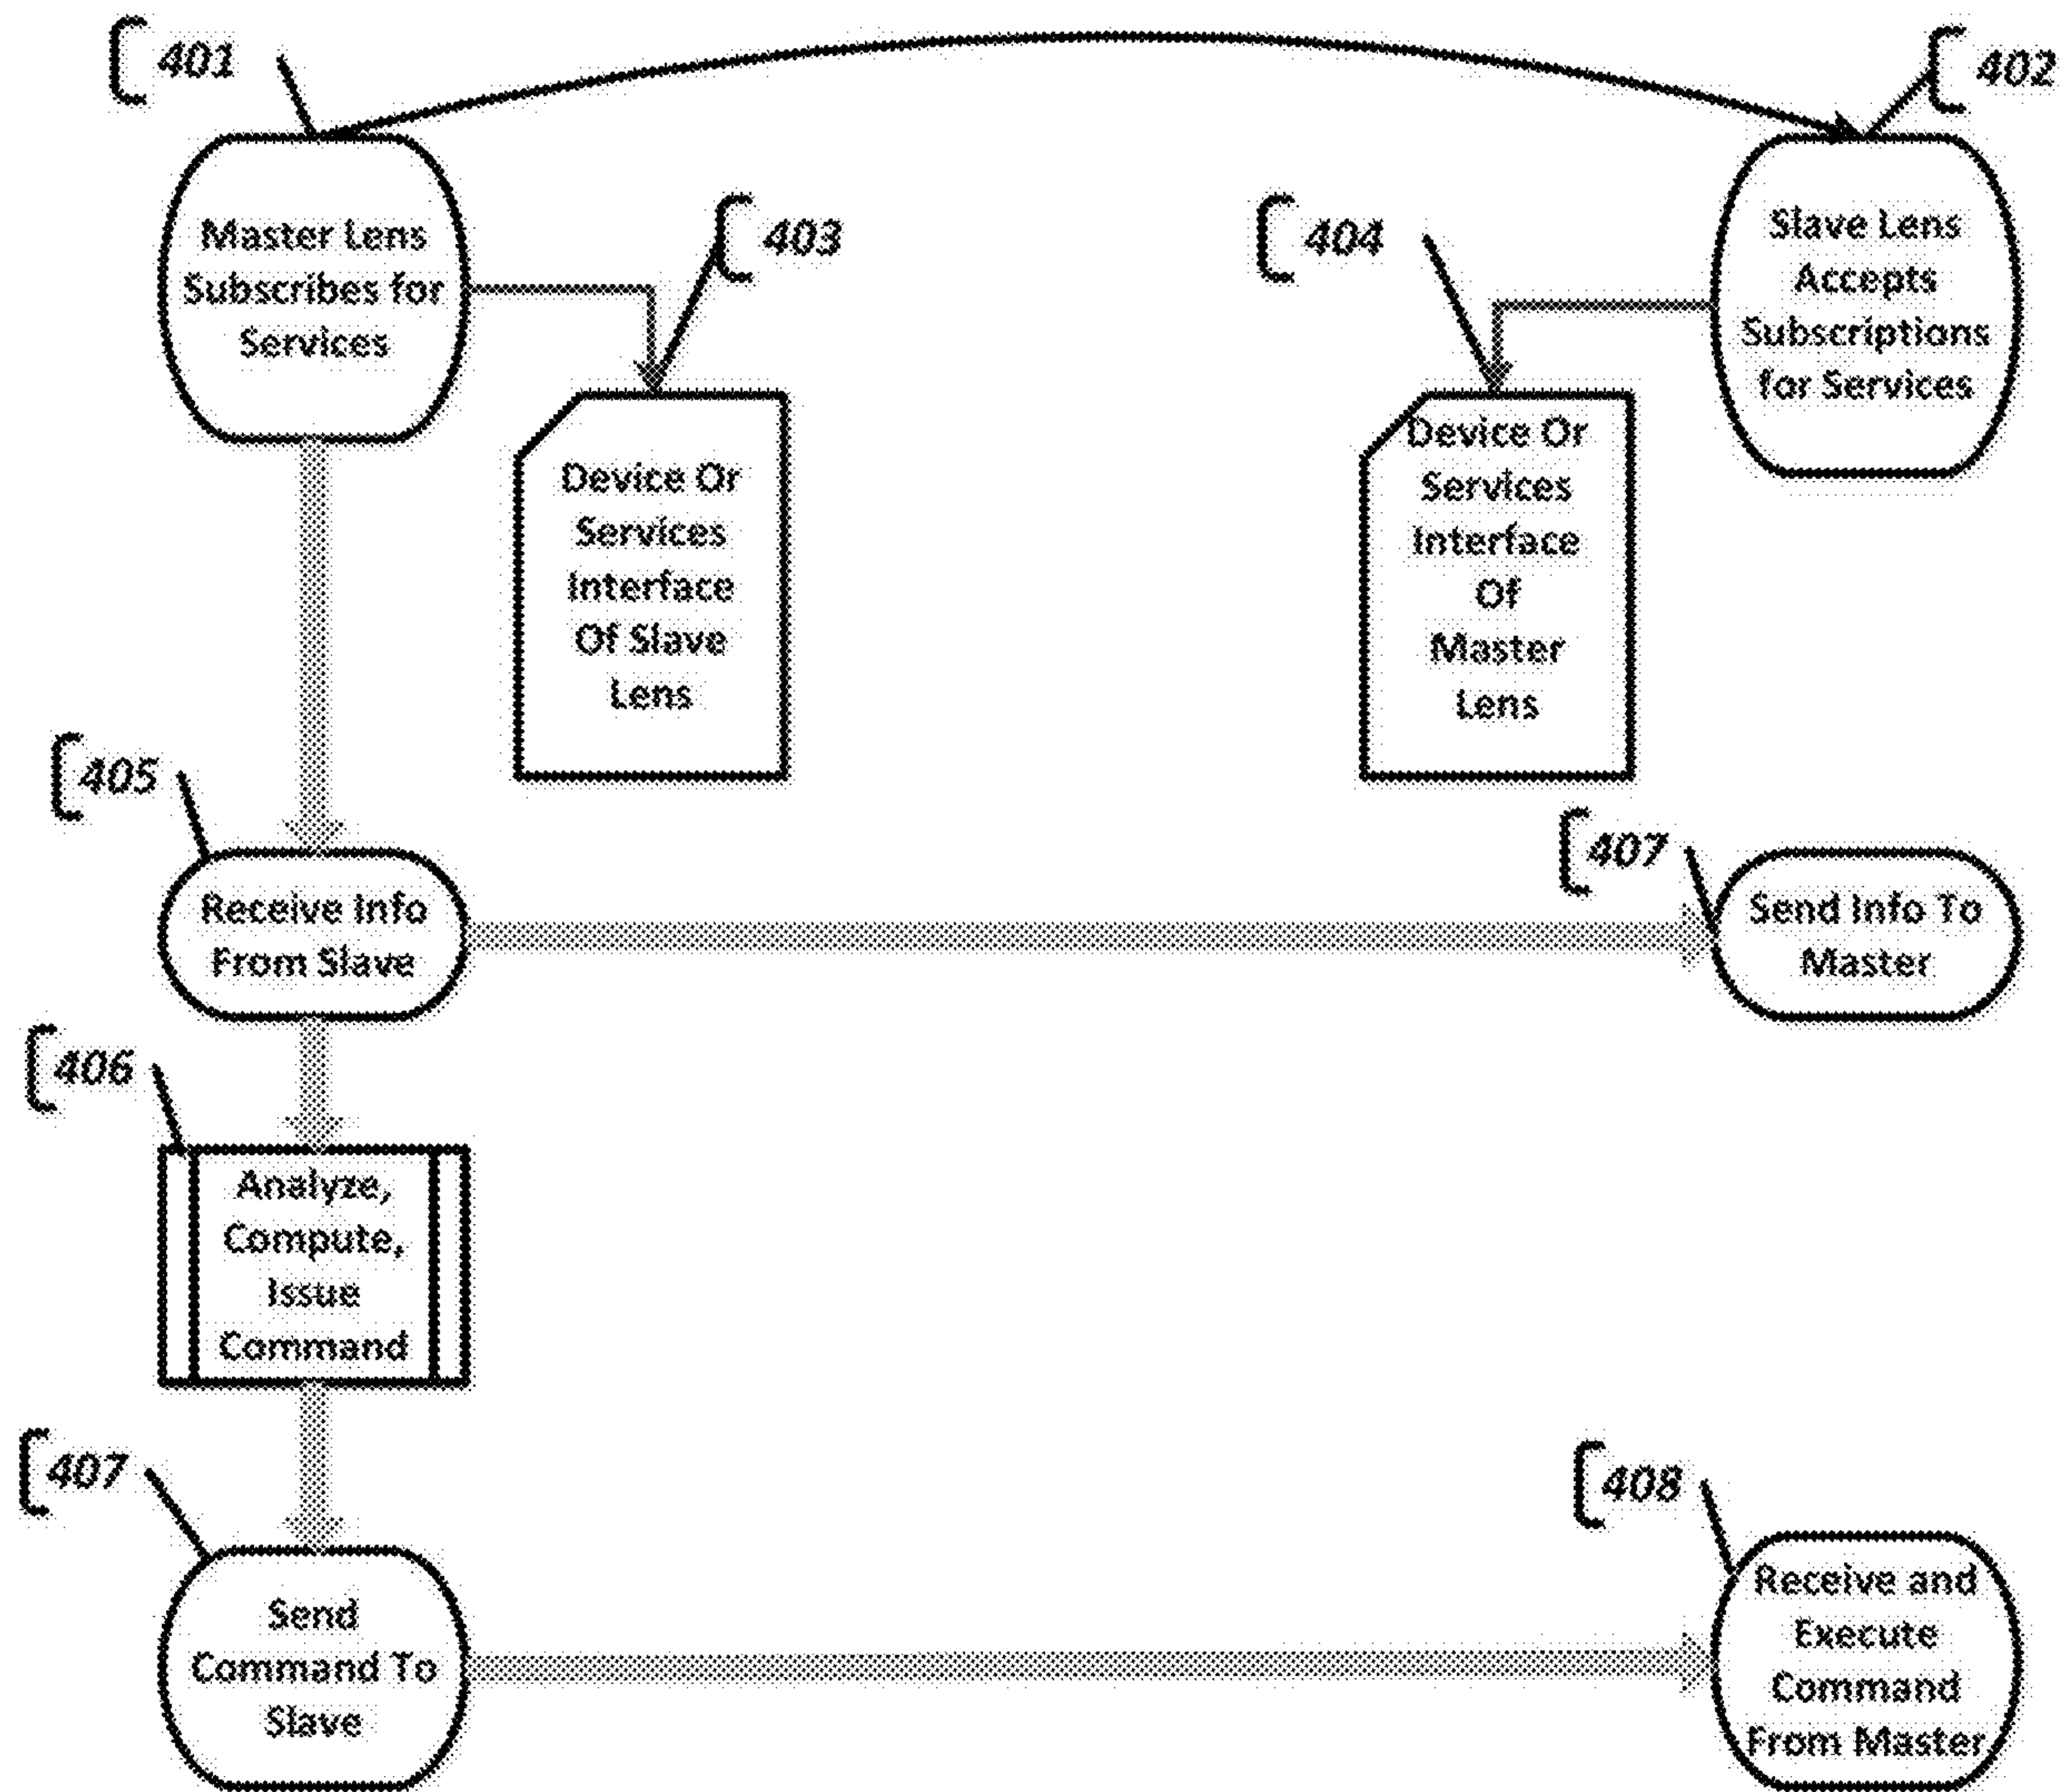 401
402
Master Lens
Subscribes for
Services
403
404
Slave Lens
Accepts
Subscriptions
for Services
Device Or
Services
Interface
Of Slave
Lens
Device Or
Services
Interface
Of
Master
Lens
405
Receive Info
From Slave
407
Send Info To
Master
406
Analyze,
Compute,
Issue
Command
407
Send
Command To
Slave
408
Receive and
Execute
Command
From Master